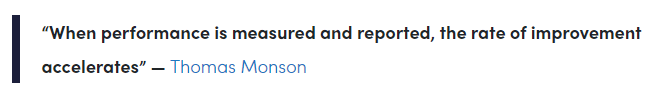 “When performance is measured and reported, the rate of improvement
accelerates” — Thomas Monson